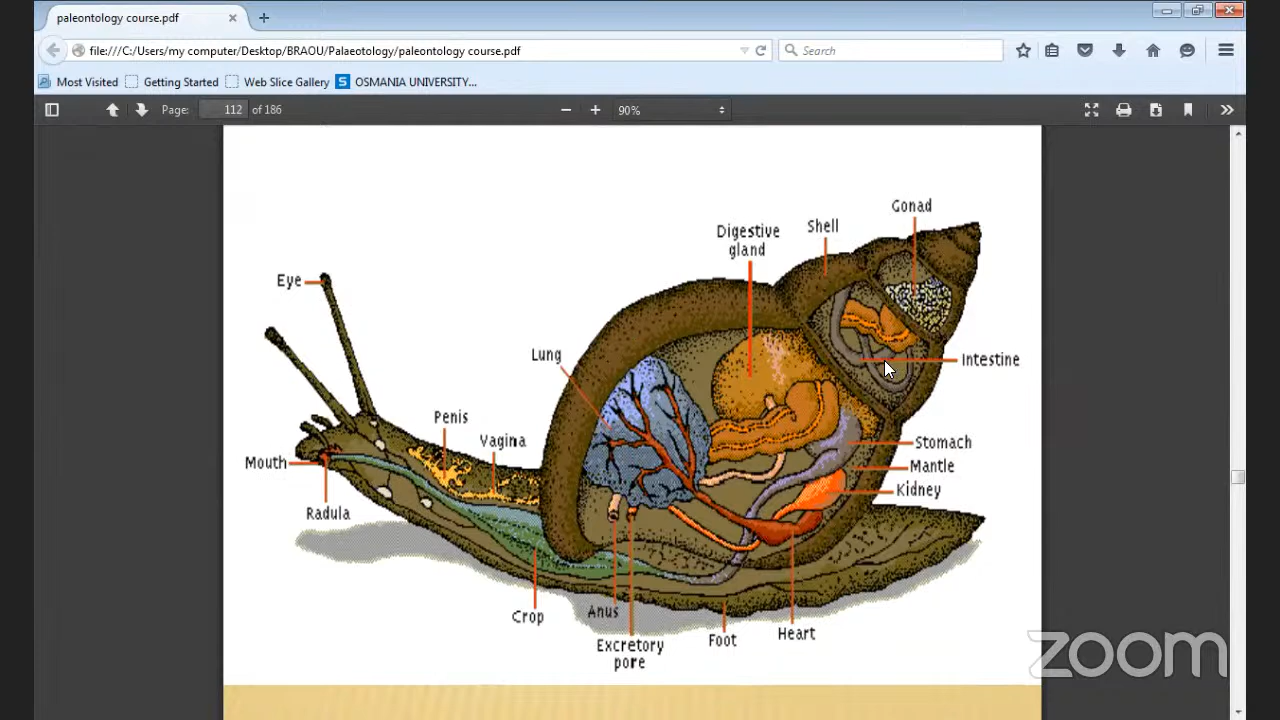 paleontology course.pdf
file:///C:/Users/my computer/Desktop/BRAOU/Palaeotology/paleontology course.pdf
Search
Most Visited
Getting Started
Web Slice Gallery
S OSMANIA UNIVERSITY...
Page: 112 of 186
90%
Gonad
Shell
Digestive
gland
Eye
Lung
Intestine
Penis
Vagina
Stomach
Mouth
Mantle
Kidney
Radula
Crop
Anus
Excretory
pore
Foot
Heart
zoom